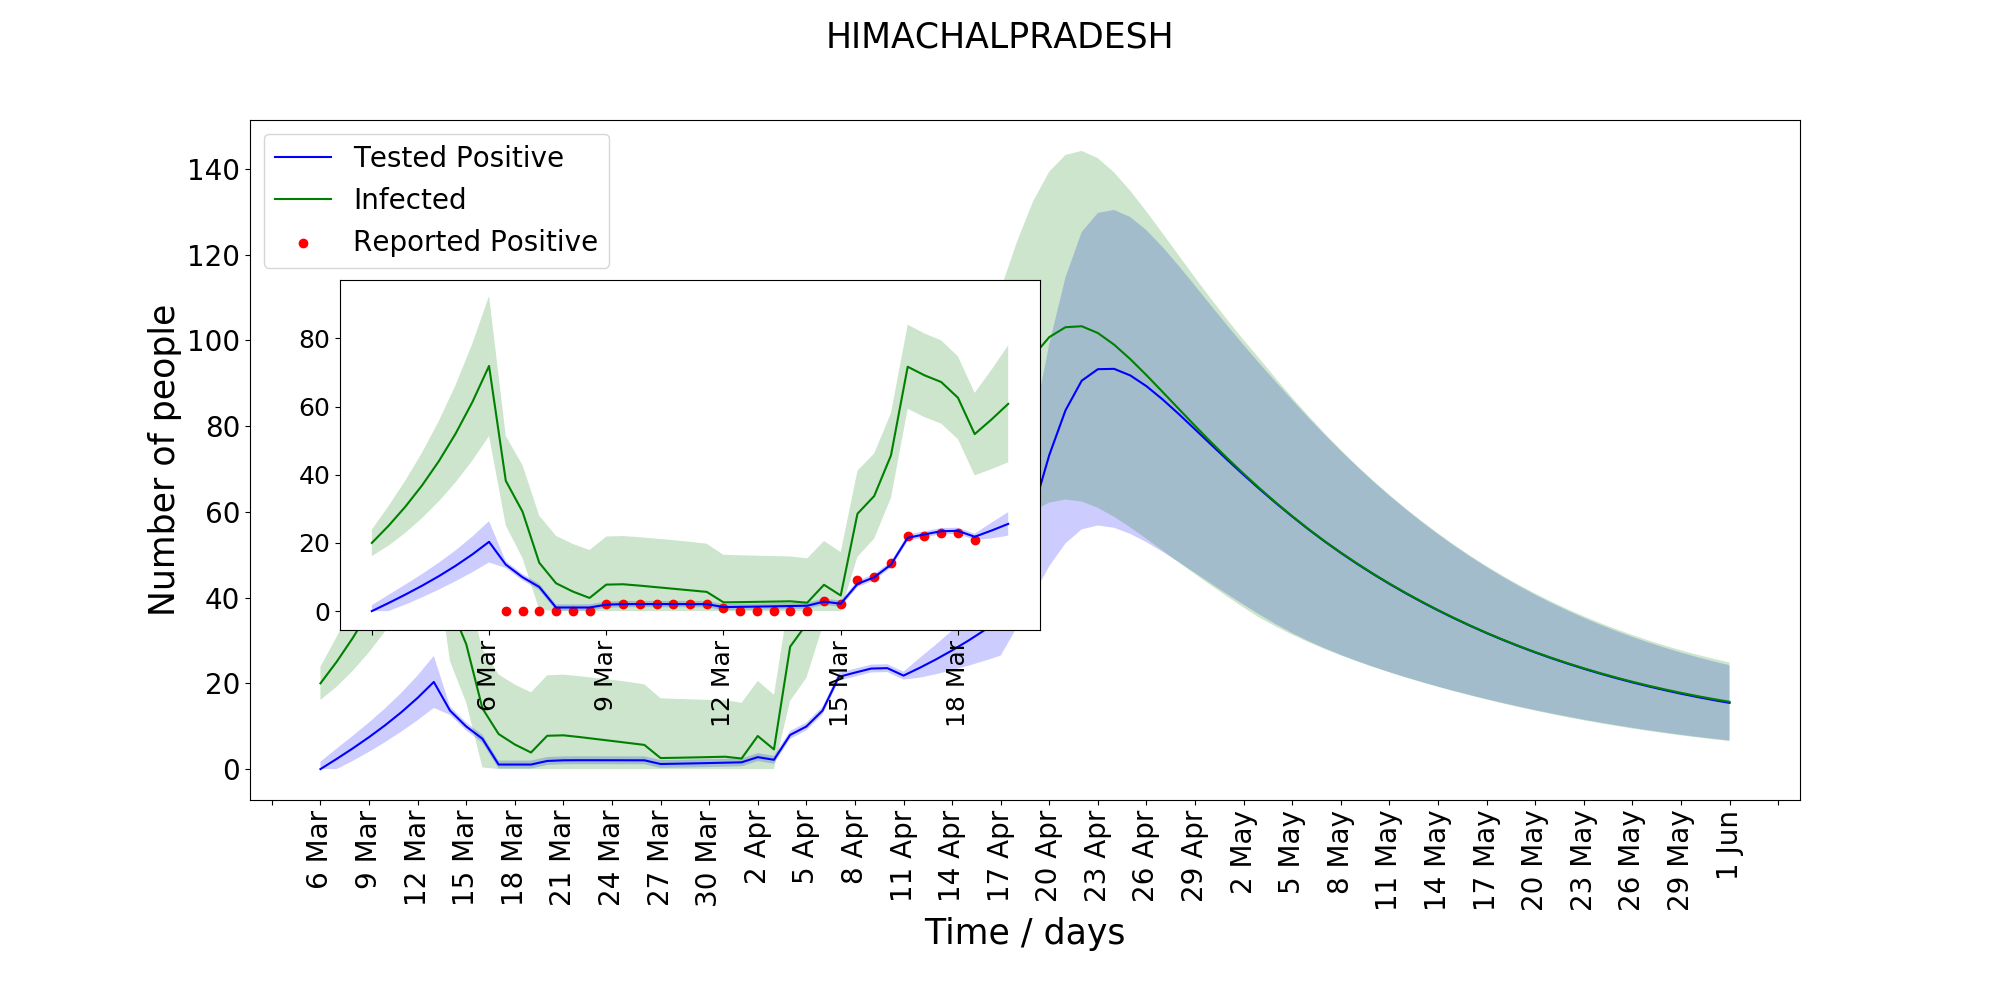 HIMACHALPRADESH
Tested Positive
Infected
Reported Positive
Number of people
140
120
100
80
60
40
20
0
80
60
40
20
0
6 Mar
9 Mar
12 Mar
15 Mar
18 Mar
6 Mar
9 Mar
12 Mar
15 Mar
18 Mar
21 Mar
24 Mar
27 Mar
30 Mar
2 Apr
5 Apr
8 Apr
11 Apr
14 Apr
17 Apr
20 Apr
23 Apr
26 Apr
29 Apr
2 May
5 May
8 May
11 May
14 May
17 May
20 May
23 May
26 May
29 May
1 Jun
Time / days